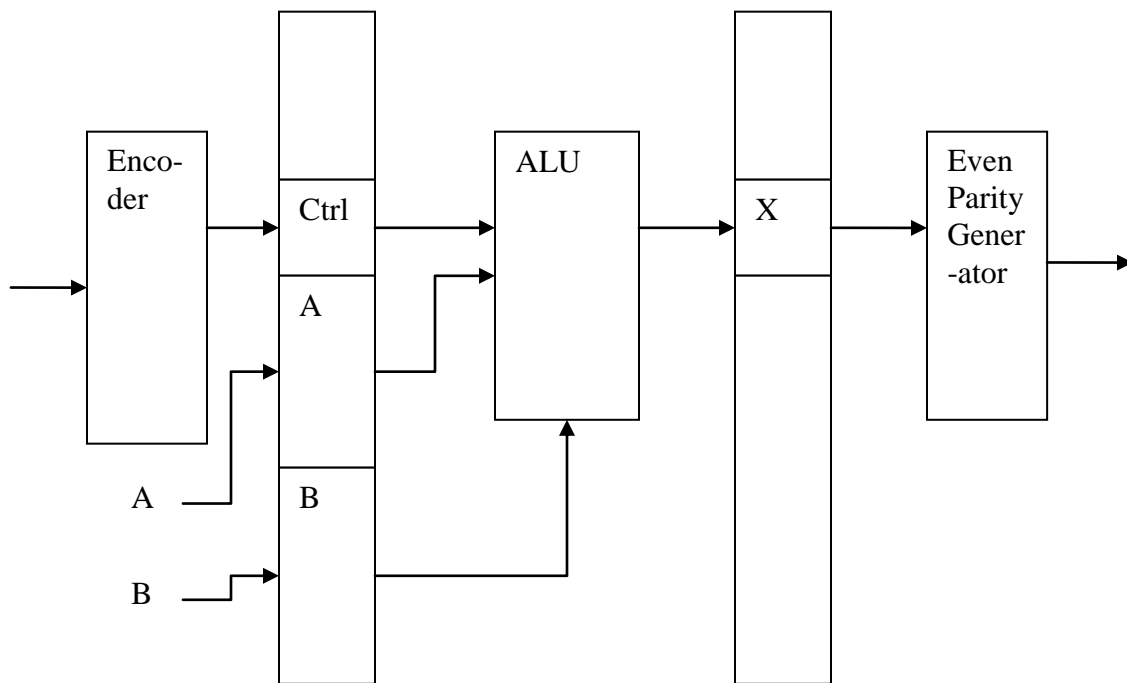 Enco-
der
Ctrl
A
B
A
B
ALU
X
Even
Parity
Gener
-ator